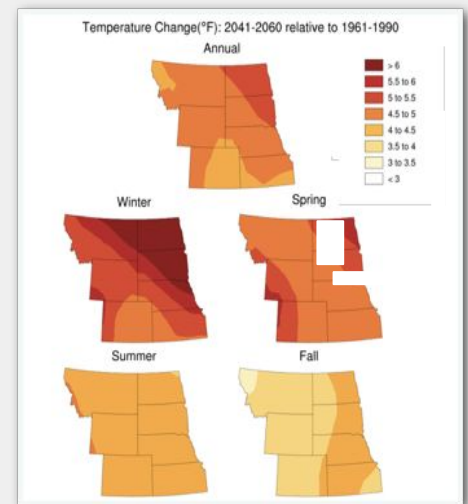 Temperature Change(°F): 2041-2060 relative to 1961-1990
Annual
> 6
5.5 to 6
5 to 5.5
4.5 to 5
4 to 4.5
3.5 to 4
3 to 3.5
< 3
Winter
Spring
Summer
Fall